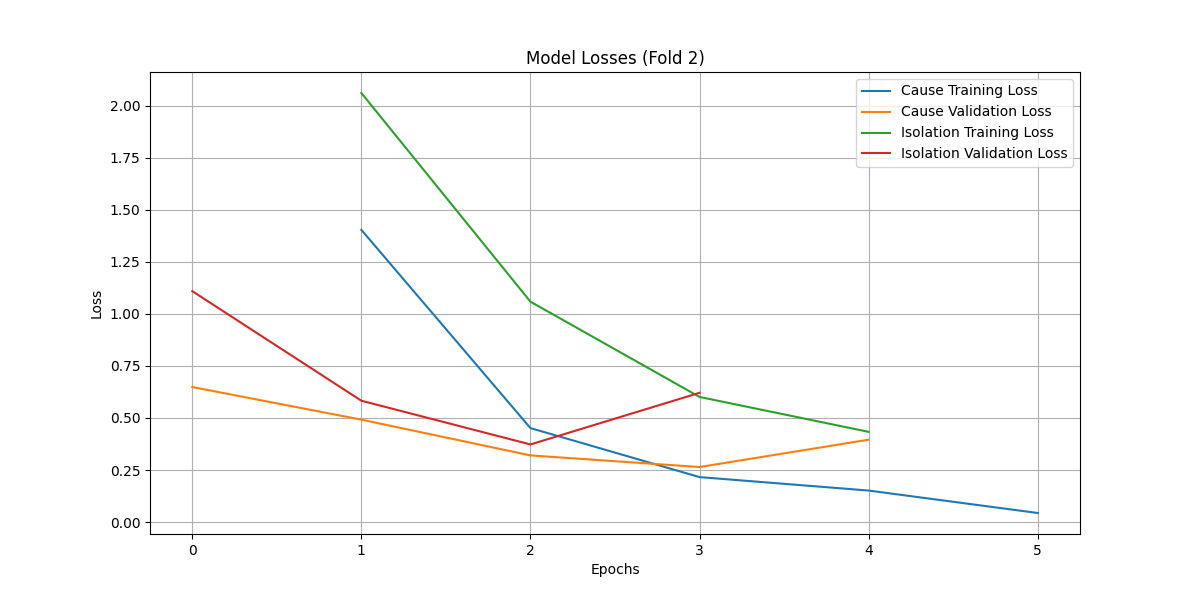 Model Losses (Fold 2)
Cause Training Loss
Cause Validation Loss
Isolation Training Loss
Isolation Validation Loss
Loss
2.00
1.75
1.50
1.25
1.00
0.75
0.50
0.25
0.00
0 1 2 3 4 5
Epochs